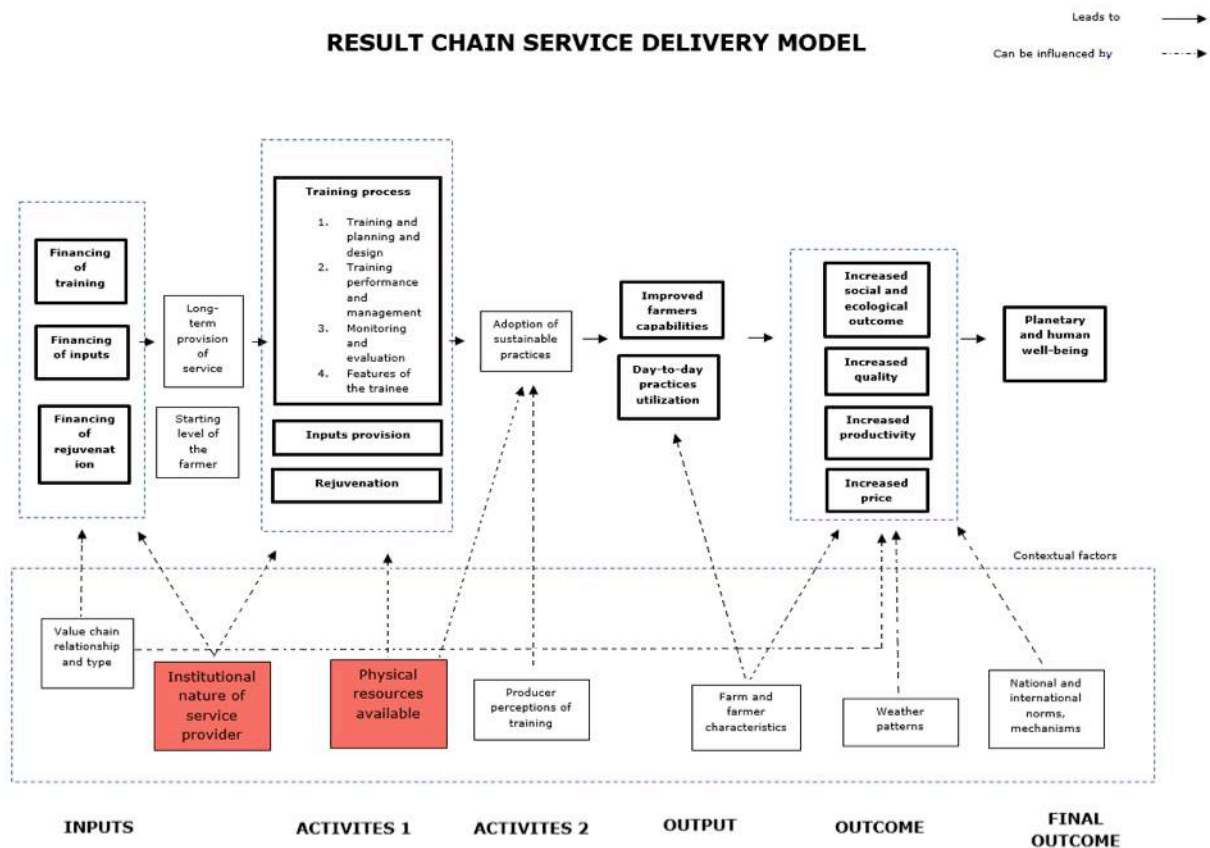 Leads to
RESULT CHAIN SERVICE DELIVERY MODEL
Can be influenced by
Financing
of
training
Financing
of inputs
Financing
of
rejuvenat
ion
Long-
term
provision
of
service
Starting
level of
the
farmer
Training process
1. Training and
planning and
design
2. Training
performance
and
management
3. Monitoring
and
evaluation
4. Features of
the trainee
Inputs provision
Rejuvenation
Adoption of
sustainable
practices
Improved
farmers
capabilities
Day-to-day
practices
utilization
Increased
social and
ecological
outcome
Increased
quality
Increased
productivity
Increased
price
Planetary
and human
well-being
Contextual factors
Value chain
relationship
and type
Institutional
nature of
service
provider
Physical
resources
available
Producer
perceptions of
training
Farm and
farmer
characteristics
Weather
patterns
National and
international
norms,
mechanisms
INPUTS
ACTIVITES 1
ACTIVITES 2
OUTPUT
OUTCOME
FINAL
OUTCOME